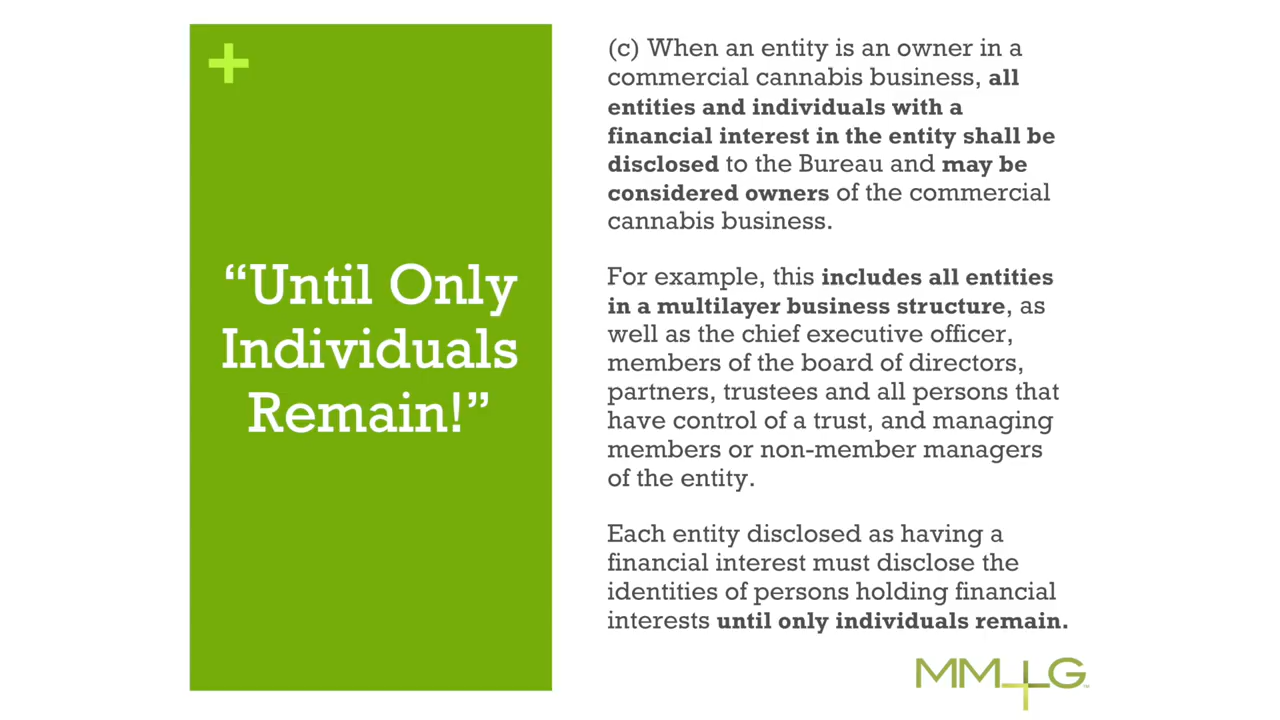 +
“Until Only
Individuals
Remain!”
(c) When an entity is an owner in a
commercial cannabis business, all
entities and individuals with a
financial interest in the entity shall be
disclosed to the Bureau and may be
considered owners of the commercial
cannabis business.
For example, this includes all entities
in a multilayer business structure, as
well as the chief executive officer,
members of the board of directors,
partners, trustees and all persons that
have control of a trust, and managing
members or non-member managers
of the entity.
Each entity disclosed as having a
financial interest must disclose the
identities of persons holding financial
interests until only individuals remain.
MMLG™